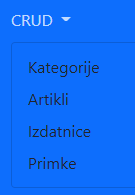 CRUD
Kategorije
Artikli
Izdatnice
Primke